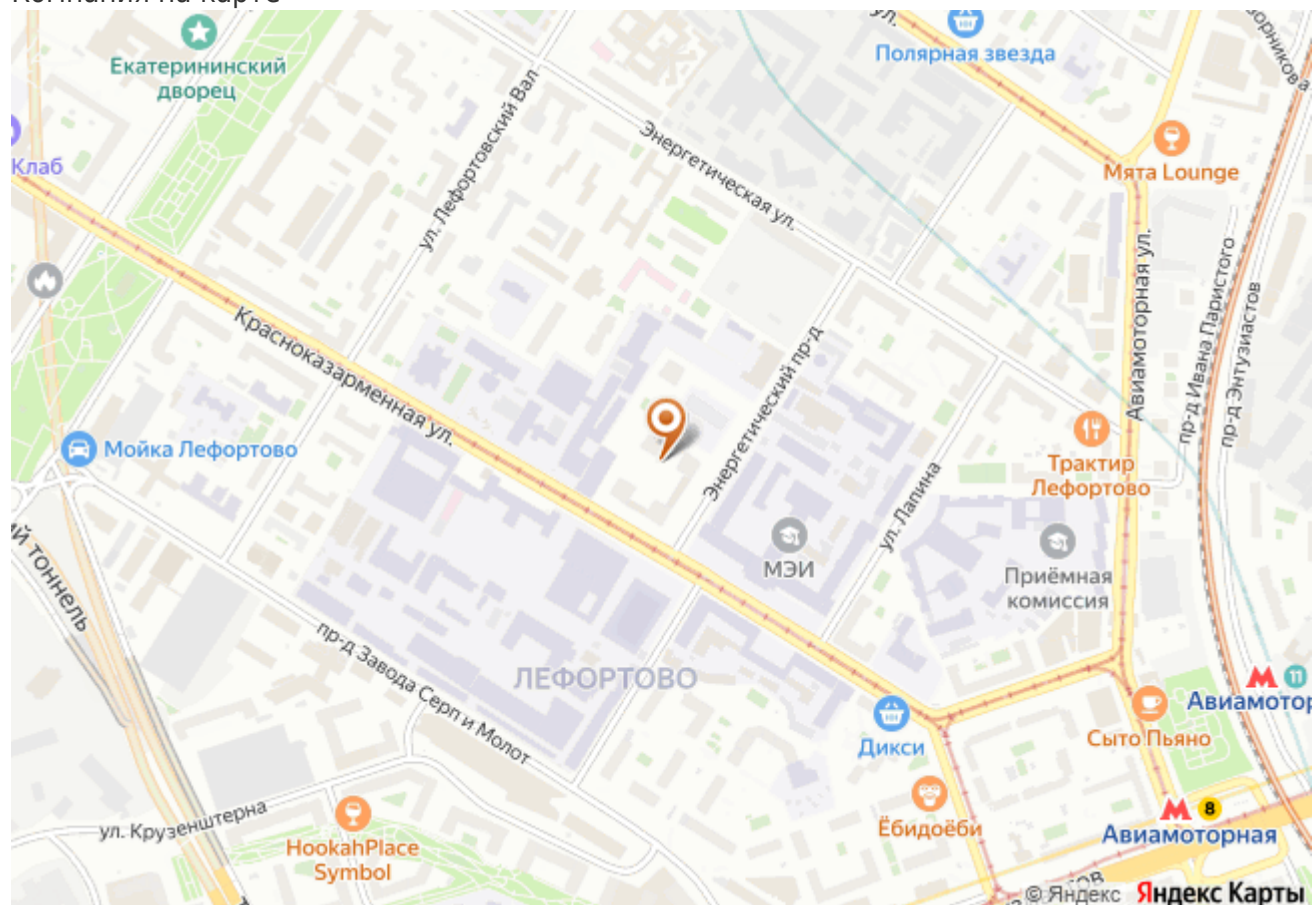 Екатерининский
дворец
Полярная звезда
Клаб
ул. Лефортовский Вал
Энергетическая ул.
Мята Lounge
Авиамоторная ул.
пр-д Ивана Паристого
пр-д Энтузиастов
Красноказарменная ул.
Энергетический пр-д
Мойка Лефортово
Трактир
Лефортово
ул. Лапина
МЭИ
Приёмная
комиссия
ий тоннель
пр-д Завода Серп и Молот
ЛЕФОРТОВО
11
Авиамотор
Сыто Пьяно
Дикси
Ёбидоёби
ул. Крузенштерна
HookahPlace
Symbol
8
Авиамоторная
© Яндекс Яндекс Карты